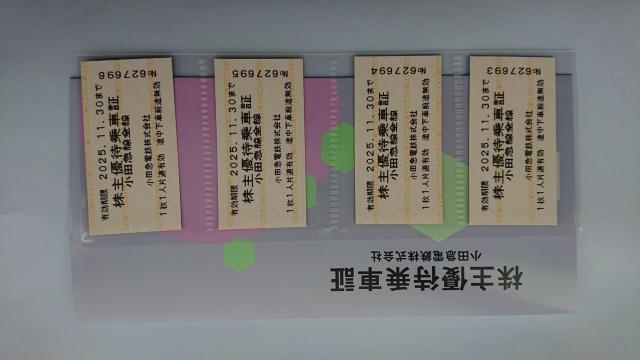 有効期限 2025.11.30まで
株主優待乗車証
小田急線全線
小田急電鉄株式会社
1枚1人片道有効 途中下車前途無効
№627696
有効期限 2025.11.30まで
株主優待乗車証
小田急線全線
小田急電鉄株式会社
1枚1人片道有効 途中下車前途無効
№627695
有効期限 2025.11.30まで
株主優待乗車証
小田急線全線
小田急電鉄株式会社
1枚1人片道有効 途中下車前途無効
№627694
有効期限 2025.11.30まで
株主優待乗車証
小田急線全線
小田急電鉄株式会社
1枚1人片道有効 途中下車前途無効
№627693
株主優待乗車証
小田急電鉄株式会社